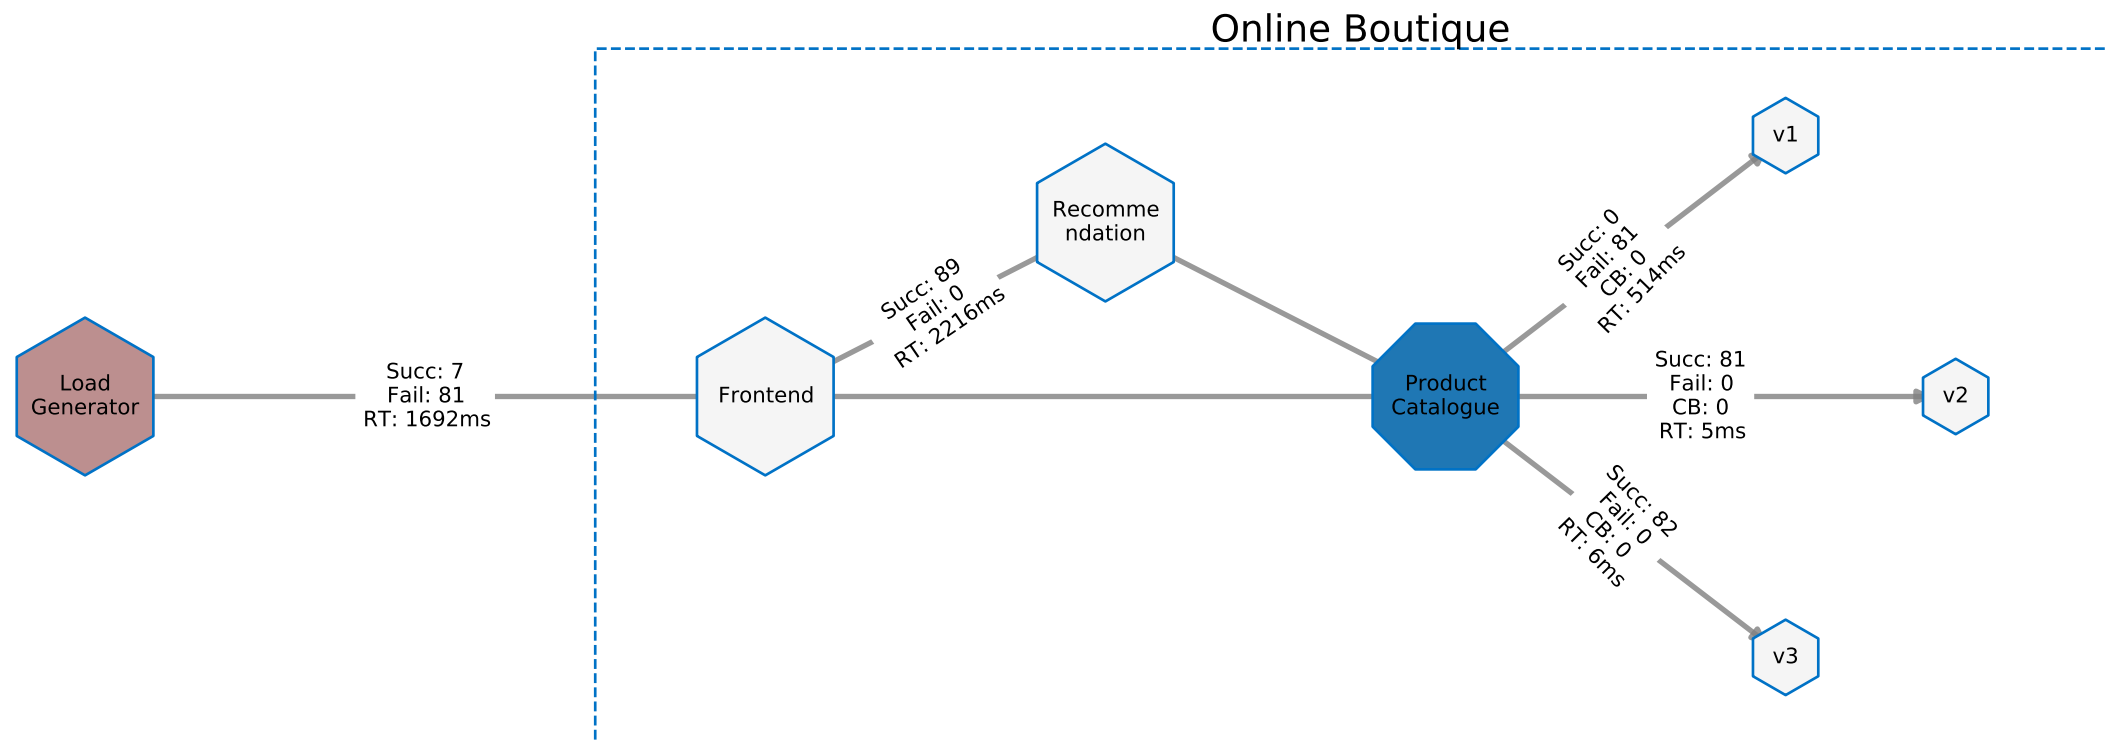 Online Boutique
Load
Generator
Succ: 7
Fail: 81
RT: 1692ms
Frontend
Succ: 89
Fail: 0
RT: 2216ms
Recomme
ndation
Product
Catalogue
Succ: 0
Fail: 81
CB: 0
RT: 514ms
v1
Succ: 81
Fail: 0
CB: 0
RT: 5ms
v2
Succ: 82
Fail: 0
CB: 0
RT: 6ms
v3